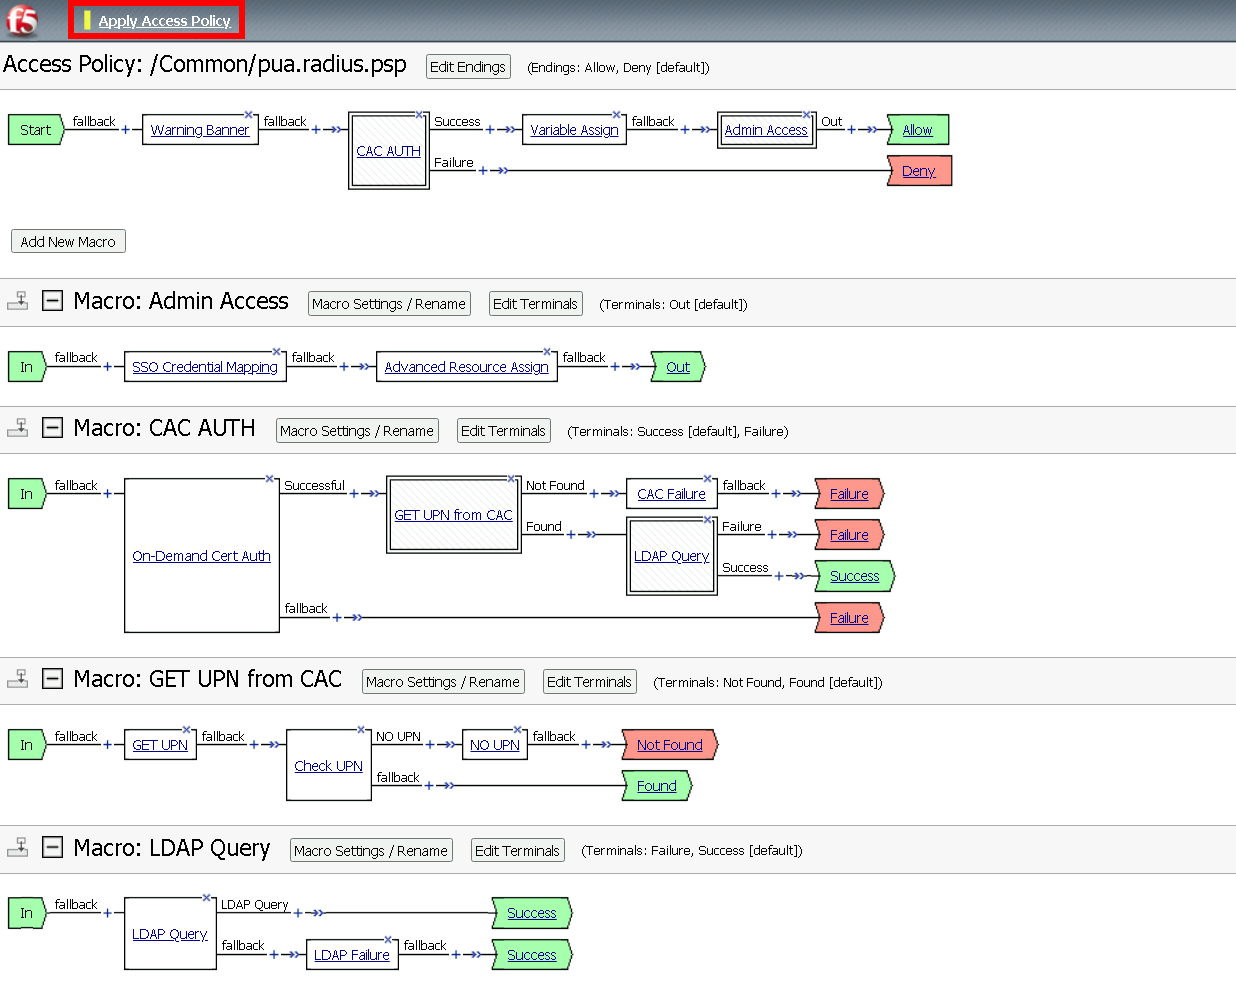 f5 Apply Access Policy
Access Policy: /Common/pua.radius.psp Edit Endings (Endings: Allow, Deny [default])
Start fallback + Warning Banner fallback + CAC AUTH Success + Variable Assign fallback + Admin Access Out + Allow
Failure + Deny
Add New Macro
Macro: Admin Access Macro Settings / Rename Edit Terminals (Terminals: Out [default])
In fallback + SSO Credential Mapping fallback + Advanced Resource Assign fallback + Out
Macro: CAC AUTH Macro Settings / Rename Edit Terminals (Terminals: Success [default], Failure)
In fallback + On-Demand Cert Auth Successful + GET UPN from CAC Not Found + CAC Failure fallback + Failure
Found + LDAP Query Failure + Failure
Success + Success
fallback + Failure
Macro: GET UPN from CAC Macro Settings / Rename Edit Terminals (Terminals: Not Found, Found [default])
In fallback + GET UPN fallback + Check UPN NO UPN + NO UPN fallback + Not Found
fallback + Found
Macro: LDAP Query Macro Settings / Rename Edit Terminals (Terminals: Failure, Success [default])
In fallback + LDAP Query LDAP Query + Success
fallback + LDAP Failure fallback + Success